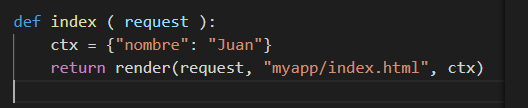 def index ( request ):
    ctx = {"nombre": "Juan"}
    return render(request, "myapp/index.html", ctx)